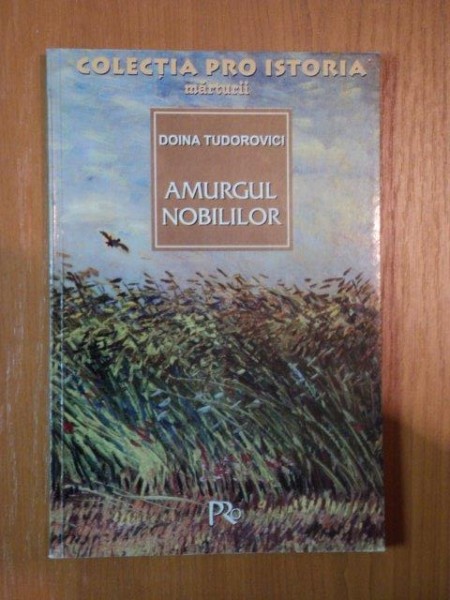 COLECȚIA PRO ISTORIA
mărturii
DOINA TUDOROVICI
AMURGUL
NOBILILOR
PRO